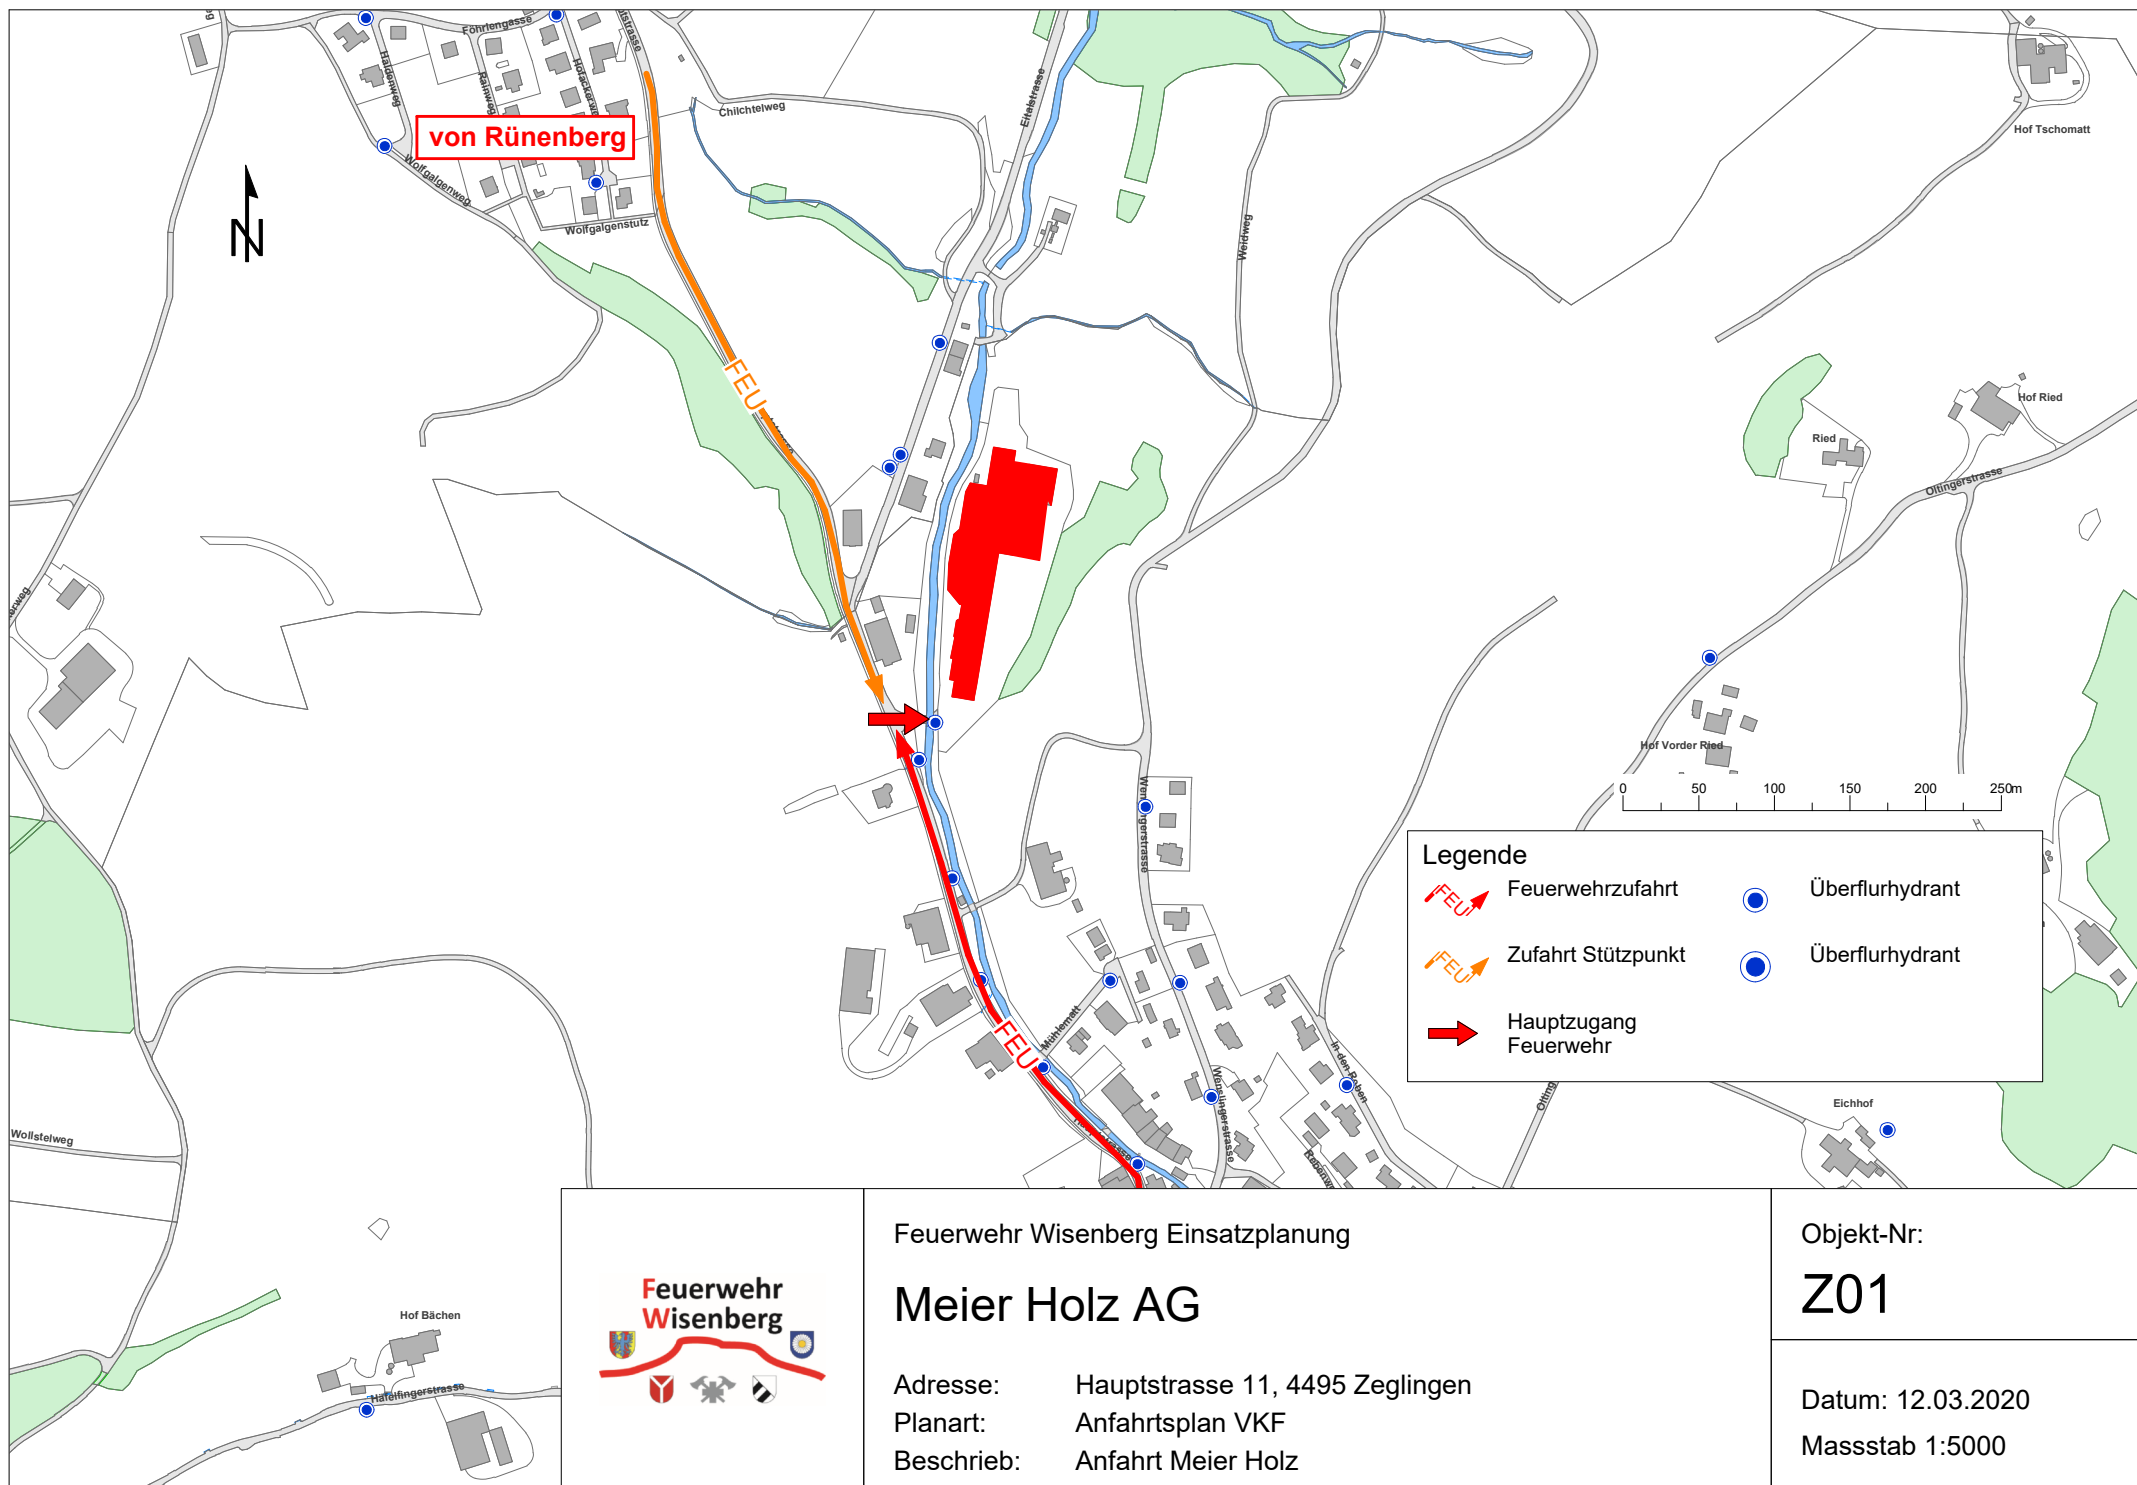 Föhrlengasse
Haldenweg
Rainweg
Chilchtelweg
Eitalstrasse
Hof Tschomatt
von Rünenberg
Wolfgalgenweg
N
Wolfgalgenstutz
Weidweg
FEU
Hof Ried
Ried
Oltingerstrasse
Hof Vorder Ried
0 50 100 150 200 250m
Legende
FEU Feuerwehrzufahrt Überflurhydrant
FEU Zufahrt Stützpunkt Überflurhydrant
Hauptzugang
Feuerwehr
FEU
Mühlematt
In den Reben
Wenslingerstrasse
Eichhof
Wollstelweg
Hof Bächen
Häfelfingerstrasse
Feuerwehr
Wisenberg
Feuerwehr Wisenberg Einsatzplanung
Meier Holz AG
Adresse: Hauptstrasse 11, 4495 Zeglingen
Planart: Anfahrtsplan VKF
Beschrieb: Anfahrt Meier Holz
Objekt-Nr:
Z01
Datum: 12.03.2020
Massstab 1:5000